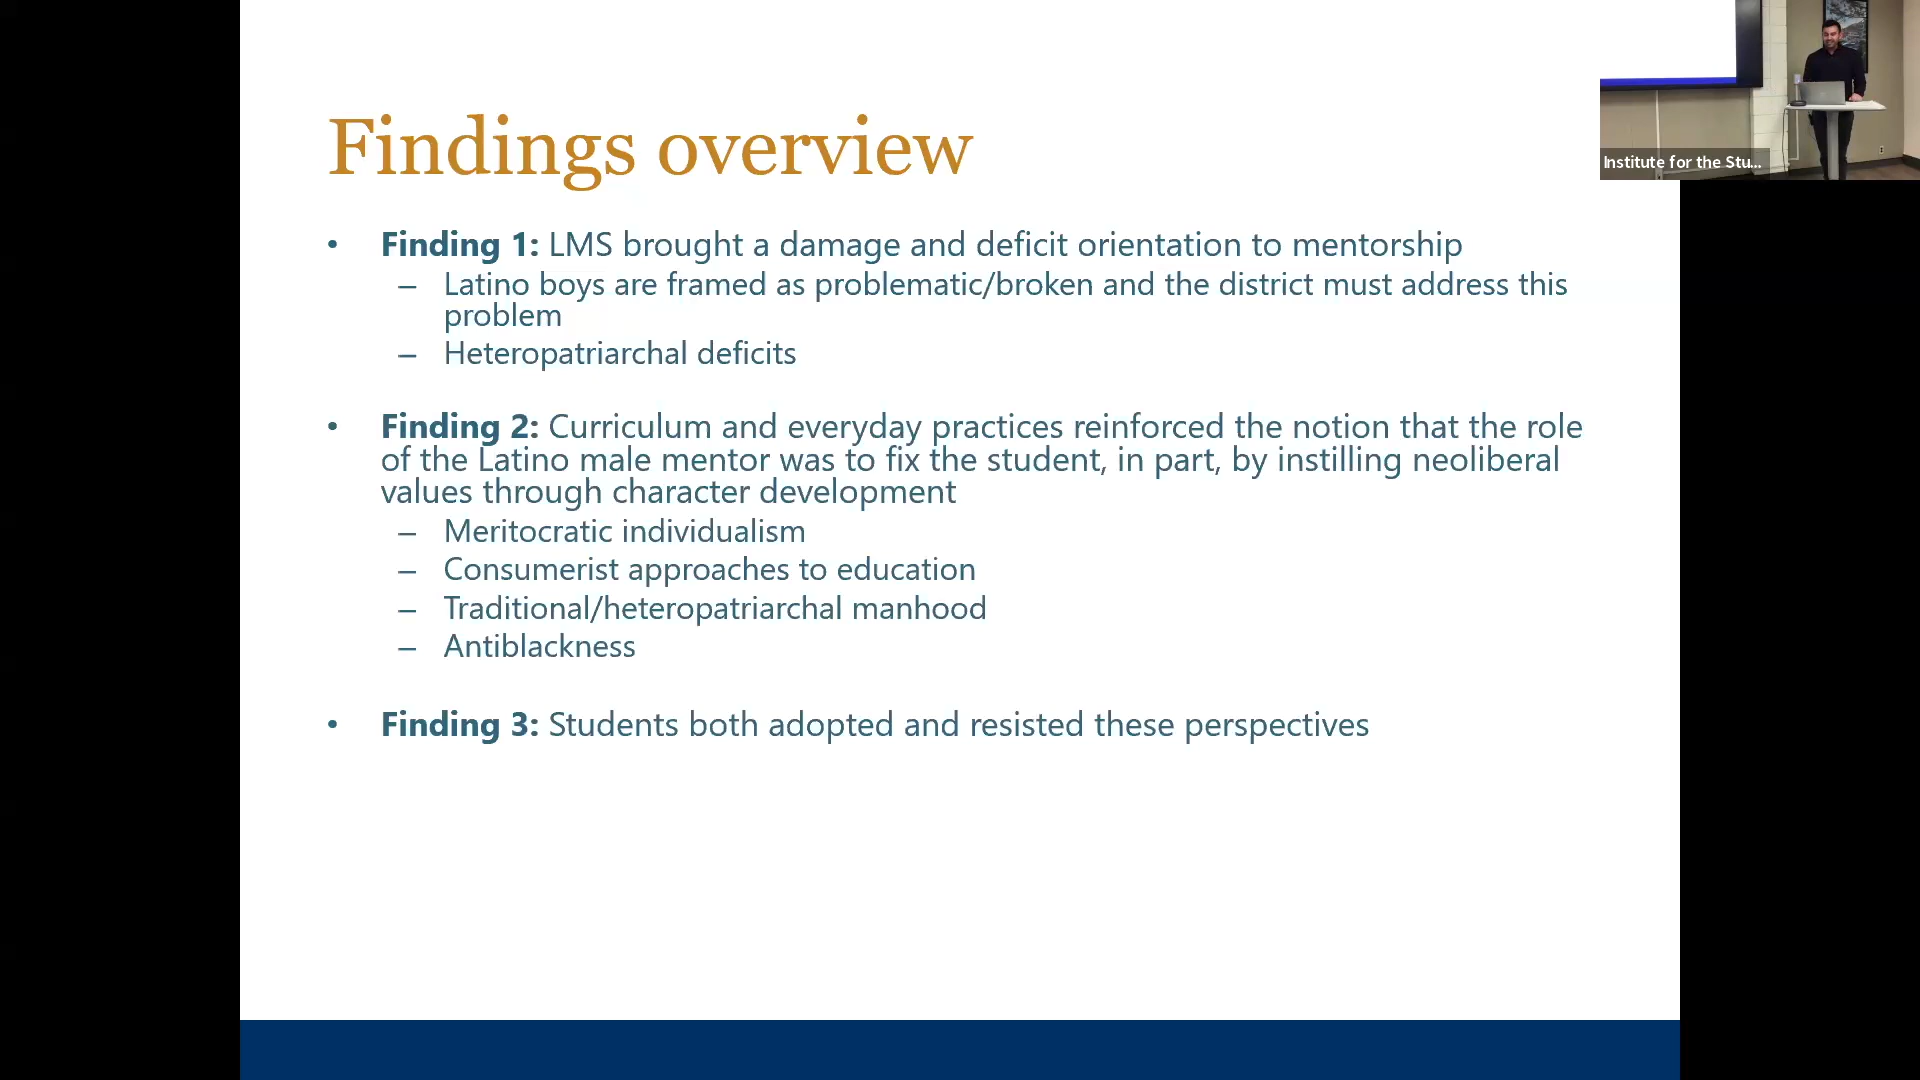 Findings overview
Institute for the Stu...
• Finding 1: LMS brought a damage and deficit orientation to mentorship
– Latino boys are framed as problematic/broken and the district must address this
problem
– Heteropatriarchal deficits
• Finding 2: Curriculum and everyday practices reinforced the notion that the role
of the Latino male mentor was to fix the student, in part, by instilling neoliberal
values through character development
– Meritocratic individualism
– Consumerist approaches to education
– Traditional/heteropatriarchal manhood
– Antiblackness
• Finding 3: Students both adopted and resisted these perspectives